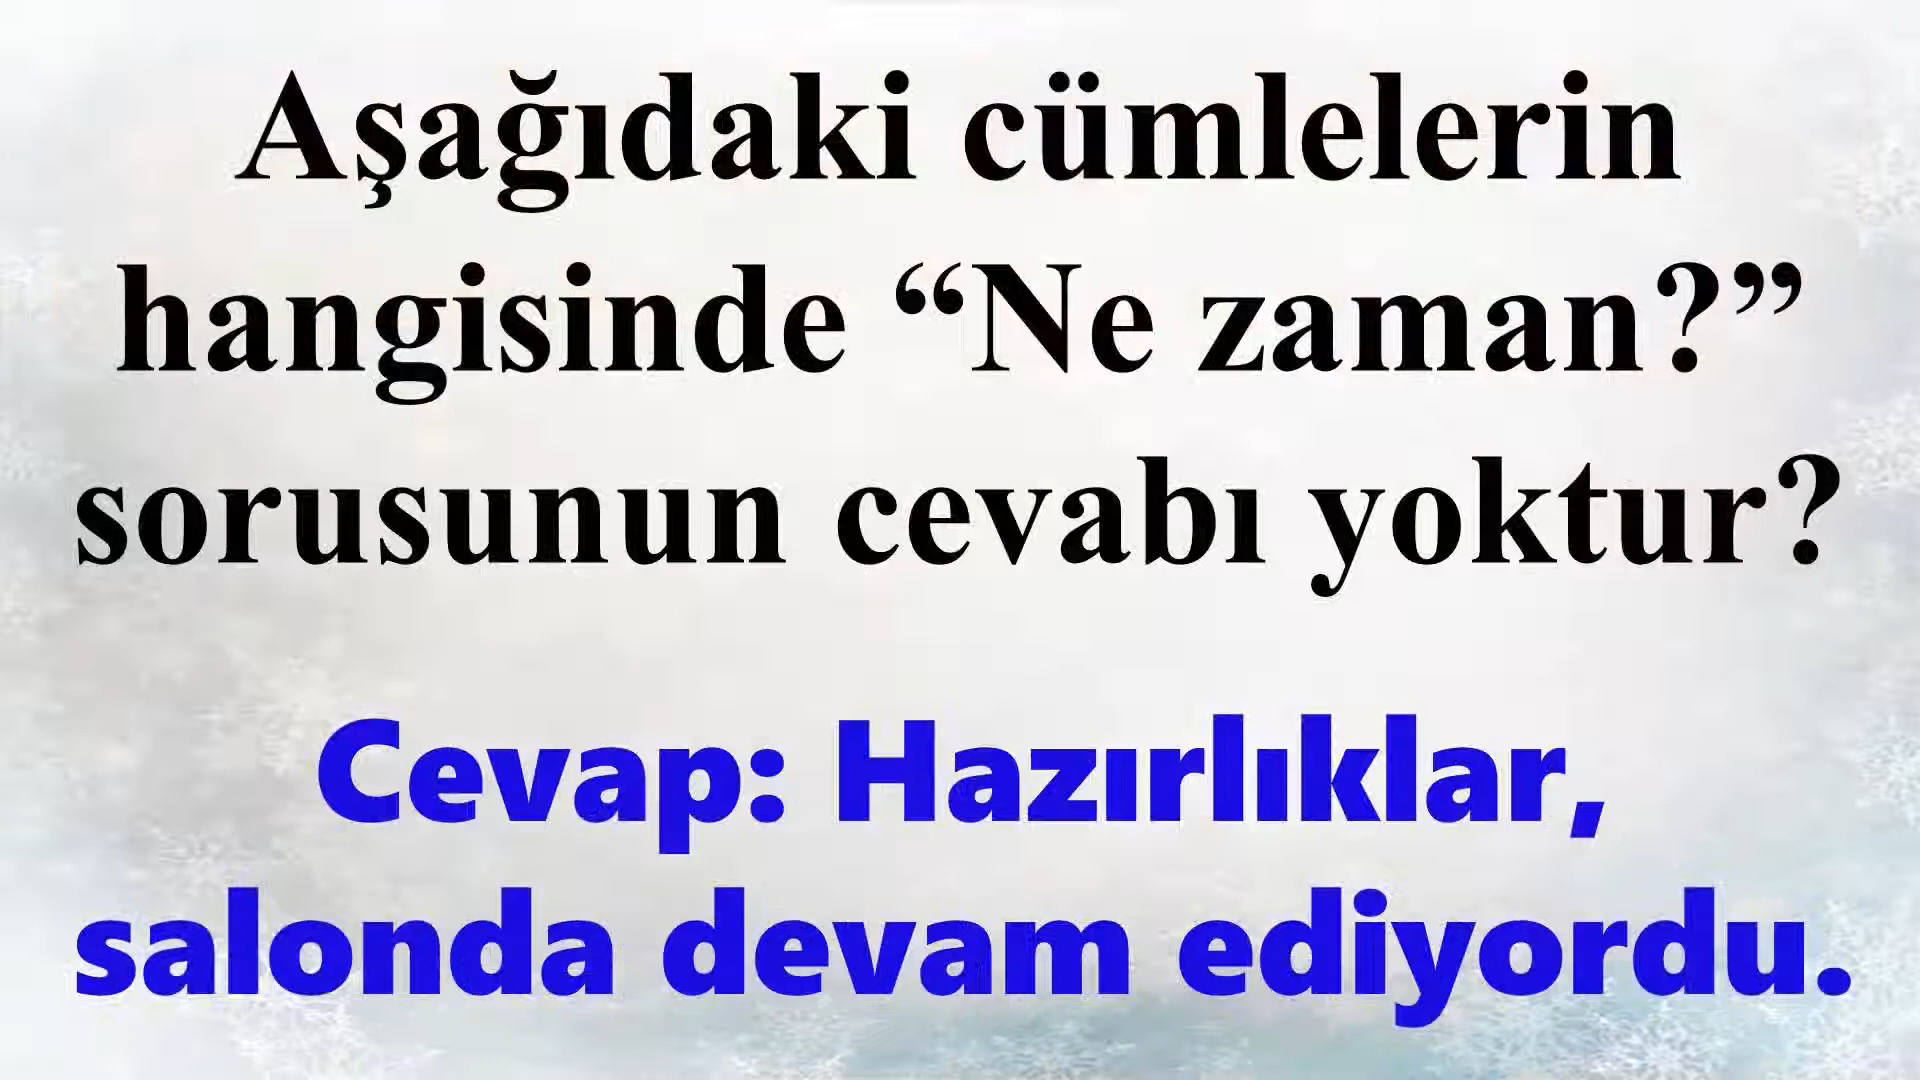 Aşağıdaki cümlelerin
hangisinde “Ne zaman?”
sorusunun cevabı yoktur?
Cevap: Hazırlıklar,
salonda devam ediyordu.